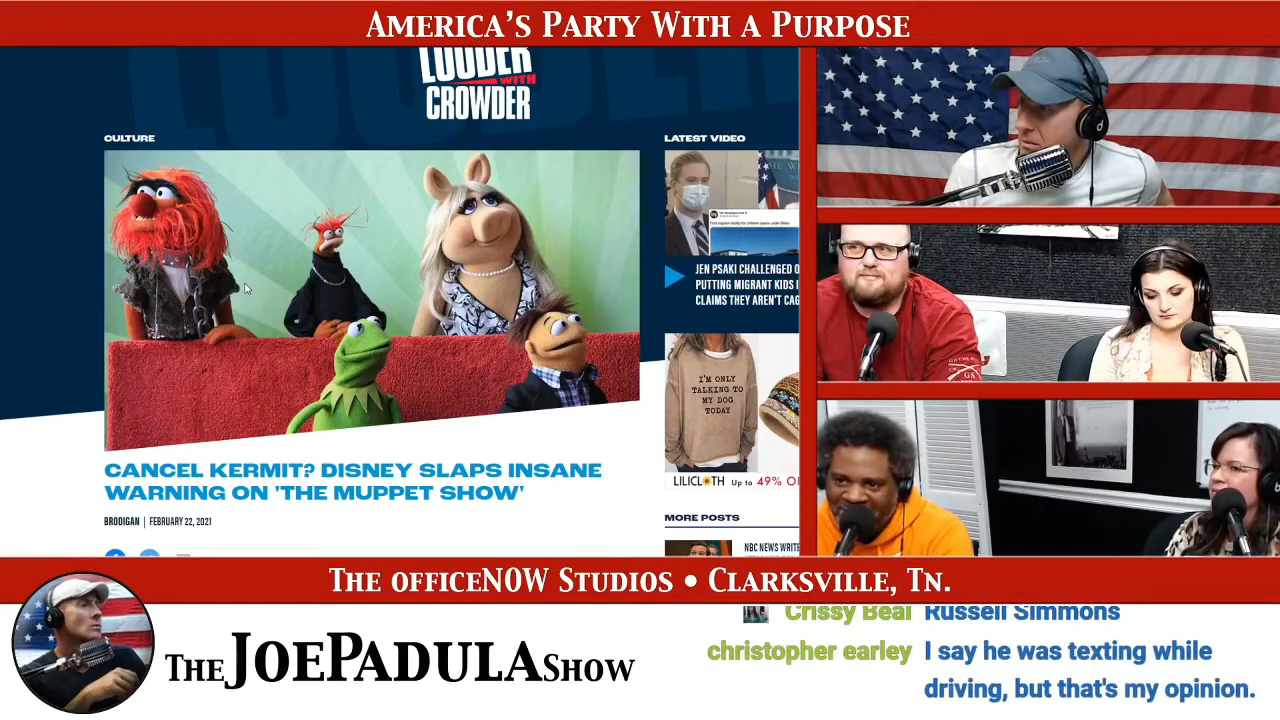 America's Party With a Purpose
LOUDER
WITH
CROWDER
CULTURE
LATEST VIDEO
JEN PSAKI CHALLENGED O
PUTTING MIGRANT KIDS I
CLAIMS THEY AREN'T CAG
I'M ONLY
TALKING TO
MY DOG
TODAY
LILICLOTH Up to 49% O
CANCEL KERMIT? DISNEY SLAPS INSANE
WARNING ON 'THE MUPPET SHOW'
BRODIGAN | FEBRUARY 22, 2021
MORE POSTS
NBC NEWS WRITE
The officeNOW Studios • Clarksville, Tn.
The JoePadula Show
Crissy Beal Russell Simmons
christopher earley I say he was texting while
driving, but that's my opinion.